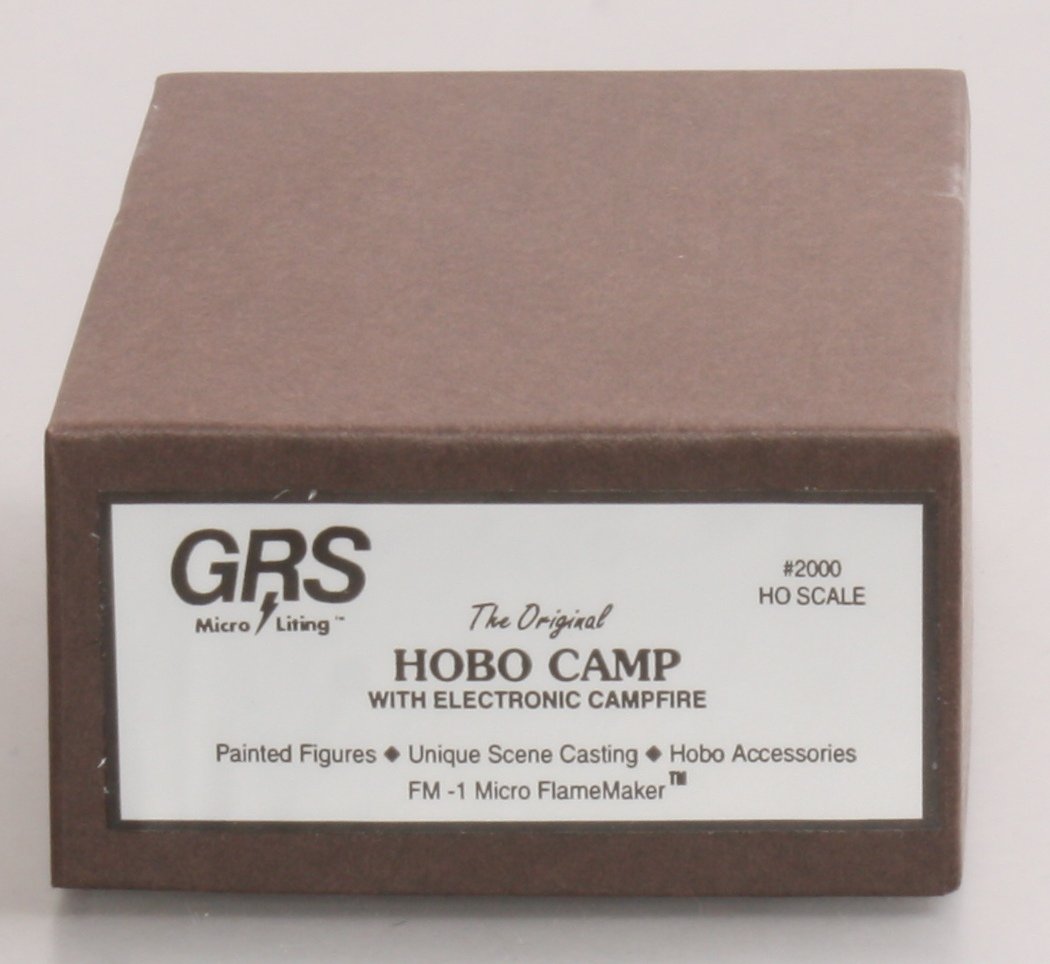 GRS
Micro Liting™
#2000
HO SCALE
The Original
HOBO CAMP
WITH ELECTRONIC CAMPFIRE
Painted Figures ◆ Unique Scene Casting ◆ Hobo Accessories
FM -1 Micro FlameMaker™